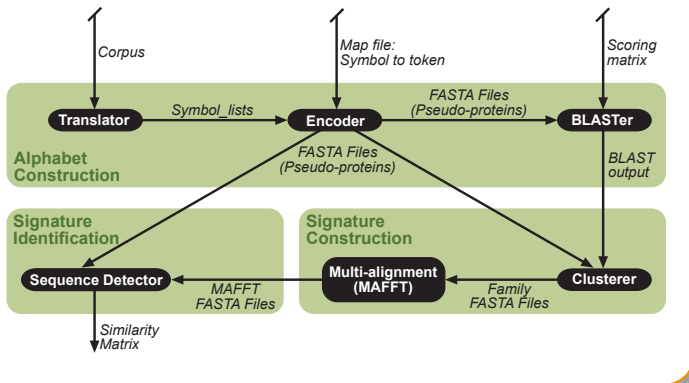 Corpus
Map file:
Symbol to token
Scoring
matrix
Translator
Symbol_lists
Encoder
FASTA Files
(Pseudo-proteins)
BLASTer
Alphabet
Construction
FASTA Files
(Pseudo-proteins)
BLAST
output
Signature
Identification
Signature
Construction
Sequence Detector
MAFFT
FASTA Files
Multi-alignment
(MAFFT)
Family
FASTA Files
Clusterer
Similarity
Matrix